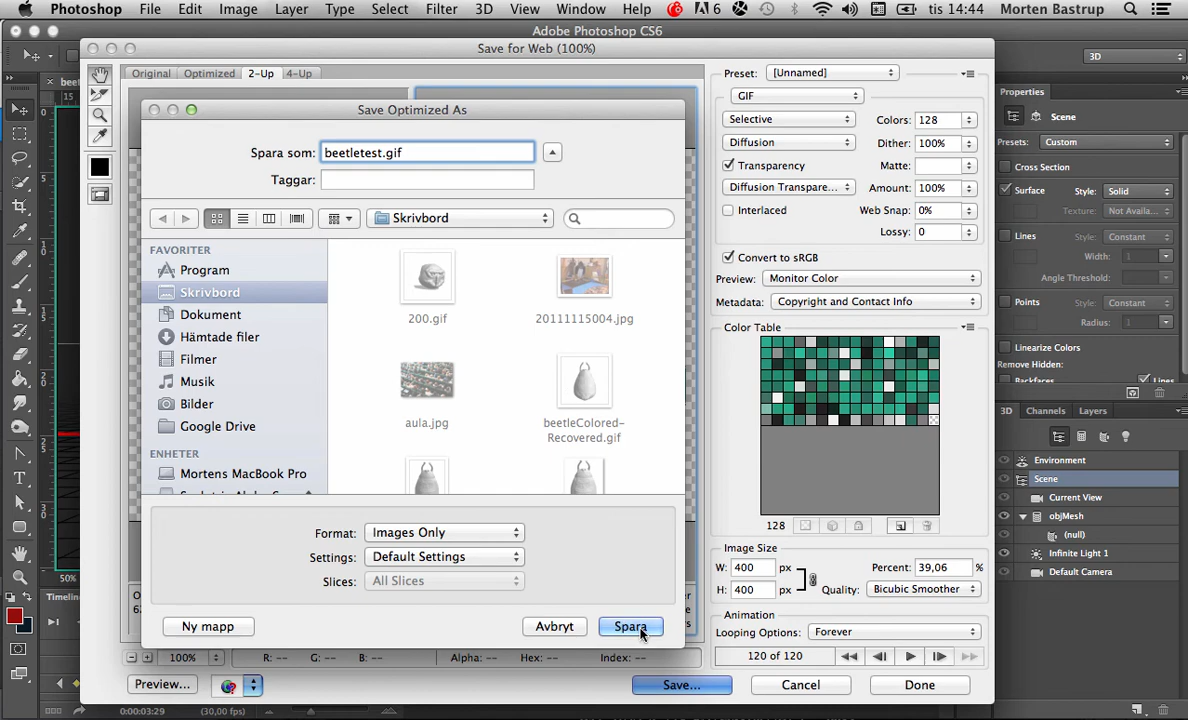 Photoshop File Edit Image Layer Type Select Filter 3D View Window Help 6 tis 14:44 Morten Bastrup
Adobe Photoshop CS6
Save for Web (100%)
3D
Original Optimized 2-Up 4-Up
Preset: [Unnamed]
Properties
GIF
Scene
Save Optimized As
Selective Colors: 128
Presets: Custom
Spara som: beetletest.gif
Diffusion Dither: 100%
Cross Section
Taggar:
Transparency Matte:
Surface Style: Solid
Diffusion Transpare... Amount: 100%
Texture: Not Availa...
Interlaced Web Snap: 0%
Skrivbord
Lossy: 0
Lines Style: Constant
Width: 1
FAVORITER
Program
Convert to sRGB
Angle Threshold:
Preview: Monitor Color
Skrivbord
Metadata: Copyright and Contact Info
Points Style: Constant
Dokument
200.gif
20111115004.jpg
Radius: 1
Color Table
Hämtade filer
Linearize Colors
Filmer
Remove Hidden:
Backfaces Lines
Musik
Bilder
3D Channels Layers
Google Drive
aula.jpg
beetleColored-
Recovered.gif
ENHETER
Environment
Mortens MacBook Pro
Scene
Current View
objMesh
128
(null)
Format: Images Only
Image Size
Infinite Light 1
Settings: Default Settings
W: 400 px Percent: 39,06 %
Default Camera
Slices: All Slices
H: 400 px Quality: Bicubic Smoother
50%
Timeline
Animation
Ny mapp Avbryt Spara
Looping Options: Forever
100% R: -- G: -- B: -- Alpha: -- Hex: -- Index: --
120 of 120
Preview... Save... Cancel Done
0:00:03:29 (30,00 fps)